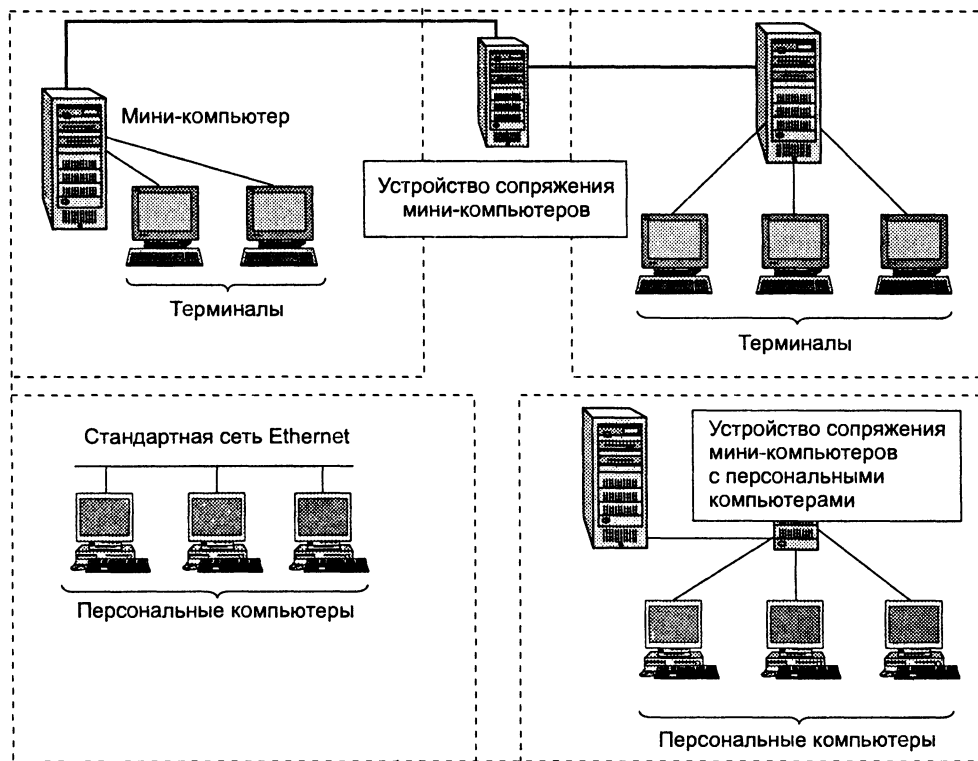 Мини-компьютер
Устройство сопряжения
мини-компьютеров
Терминалы
Терминалы
Стандартная сеть Ethernet
Персональные компьютеры
Устройство сопряжения
мини-компьютеров
с персональными
компьютерами
Персональные компьютеры